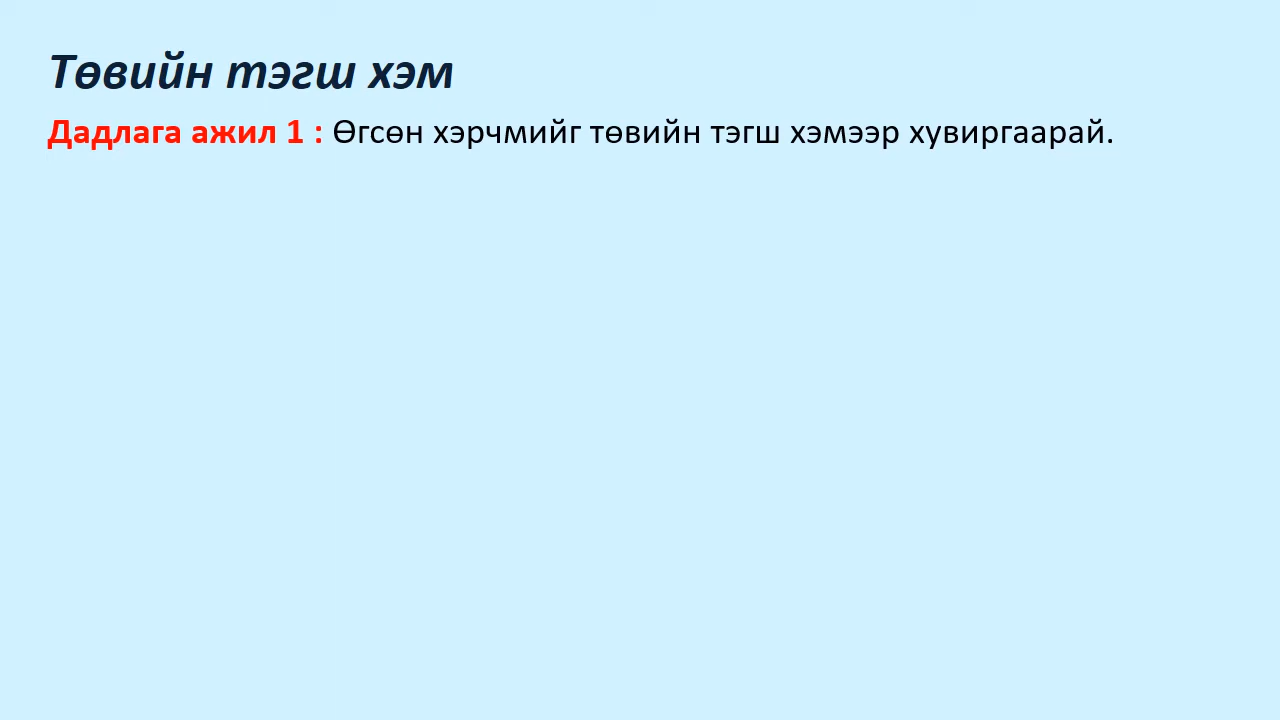 Төвийн тэгш хэм
Дадлага ажил 1 : Өгсөн хэрчмийг төвийн тэгш хэмээр хувиргаарай.